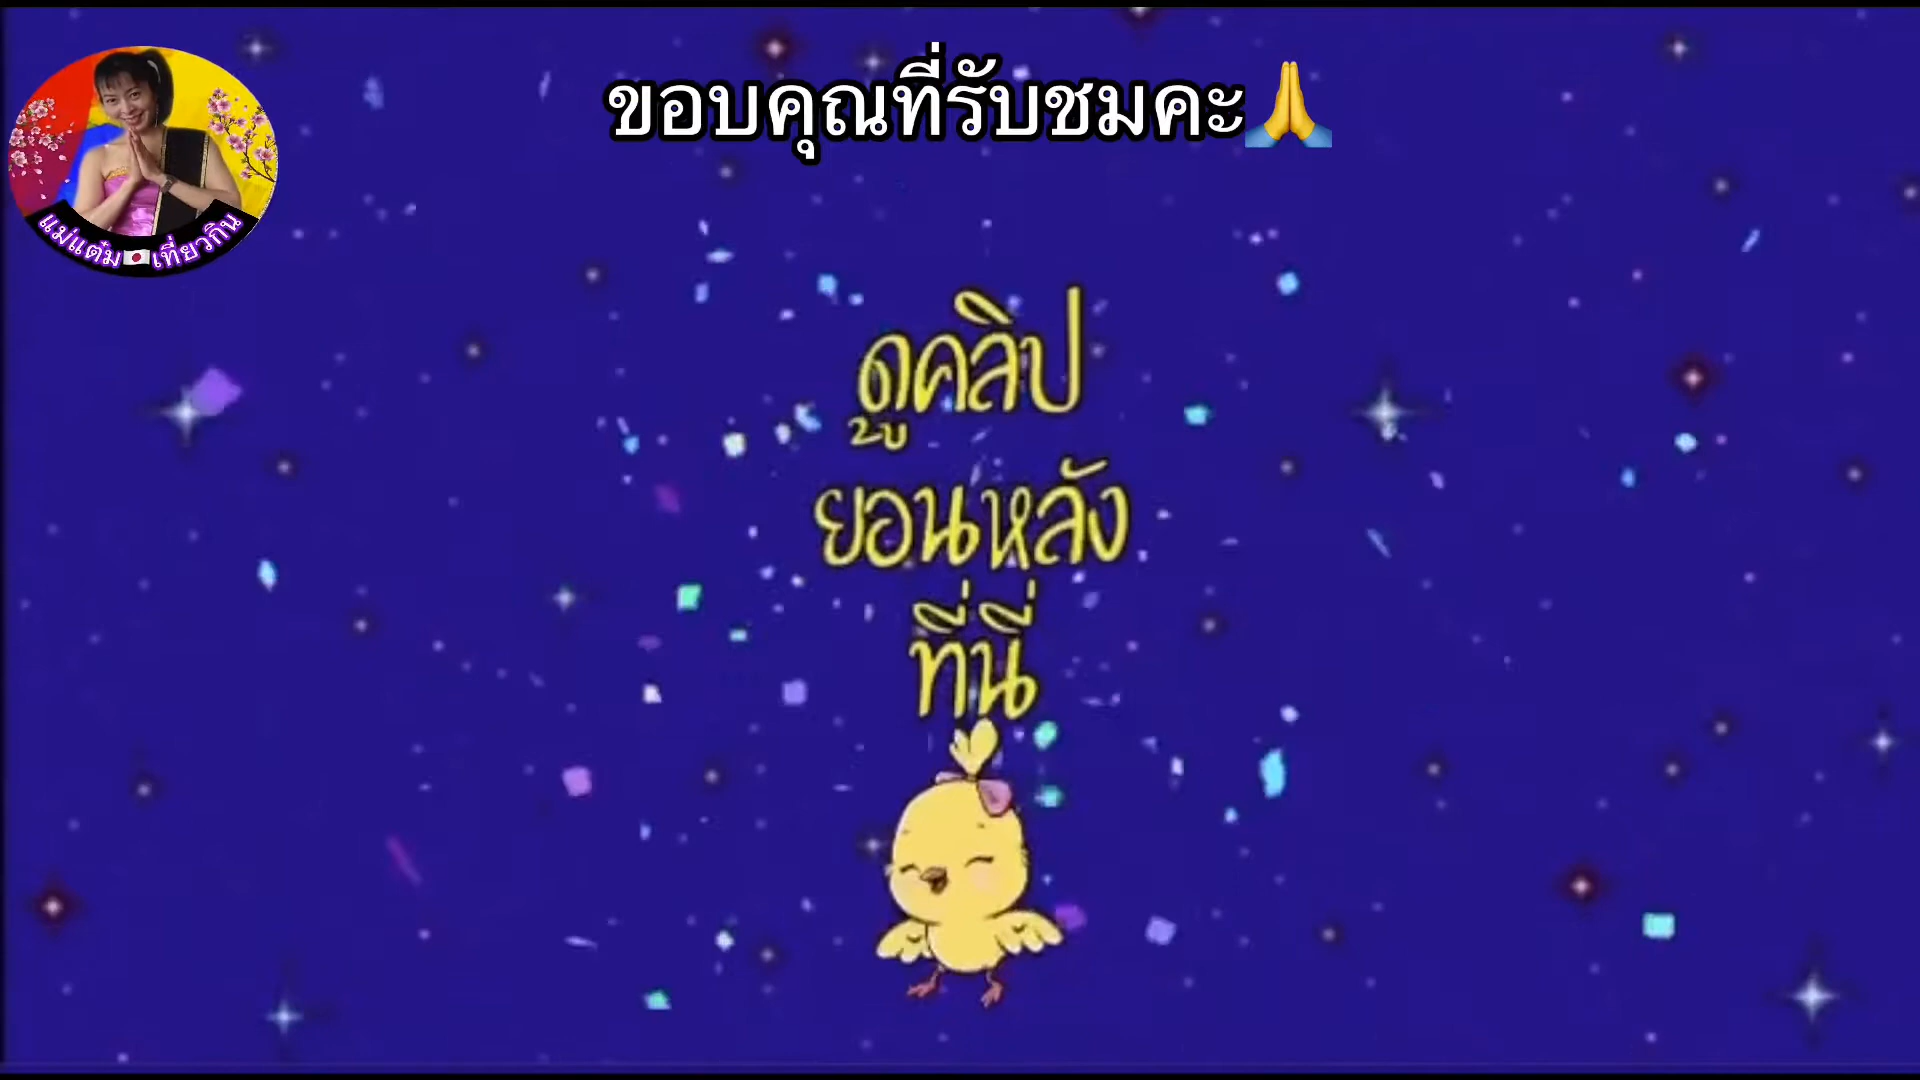 ขอบคุณที่รับชมคะ🙏
แม่แต๋ม🇯🇵เที่ยวกิน
ดูคลิป
ยอนหลัง
ที่นี่